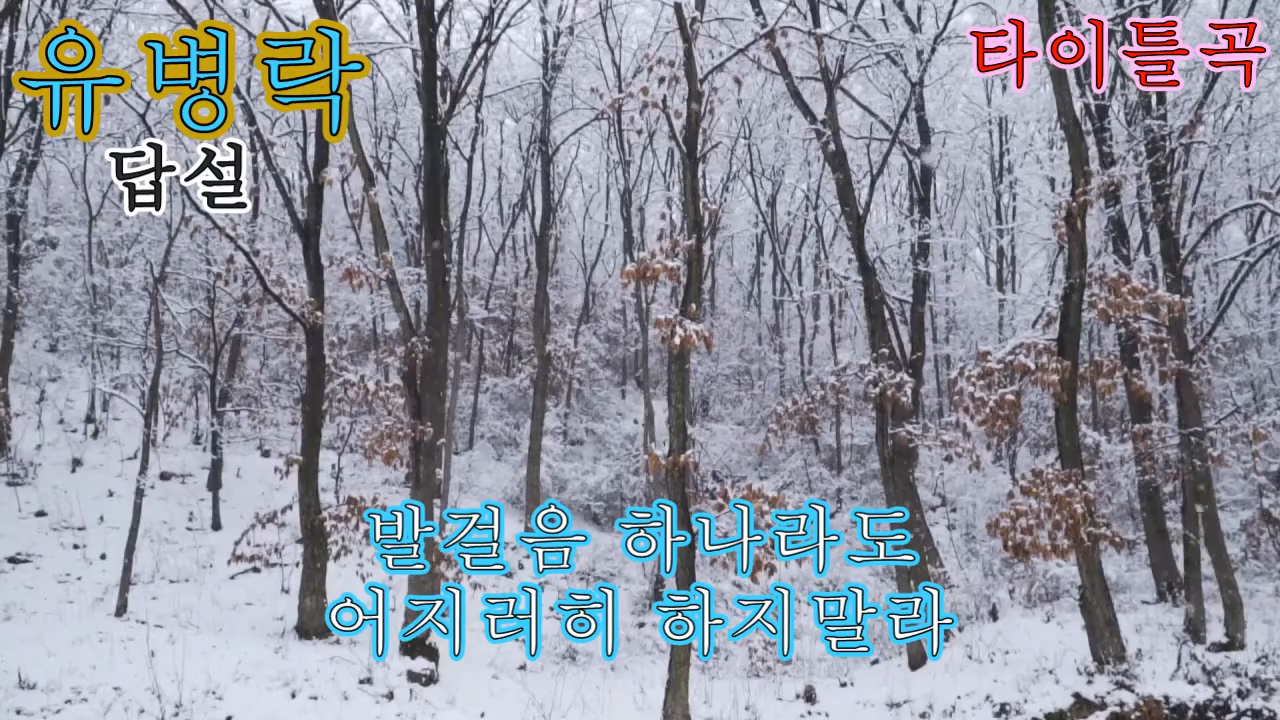 유병락
타이틀곡
답설
발걸음 하나라도
어지러히 하지말라